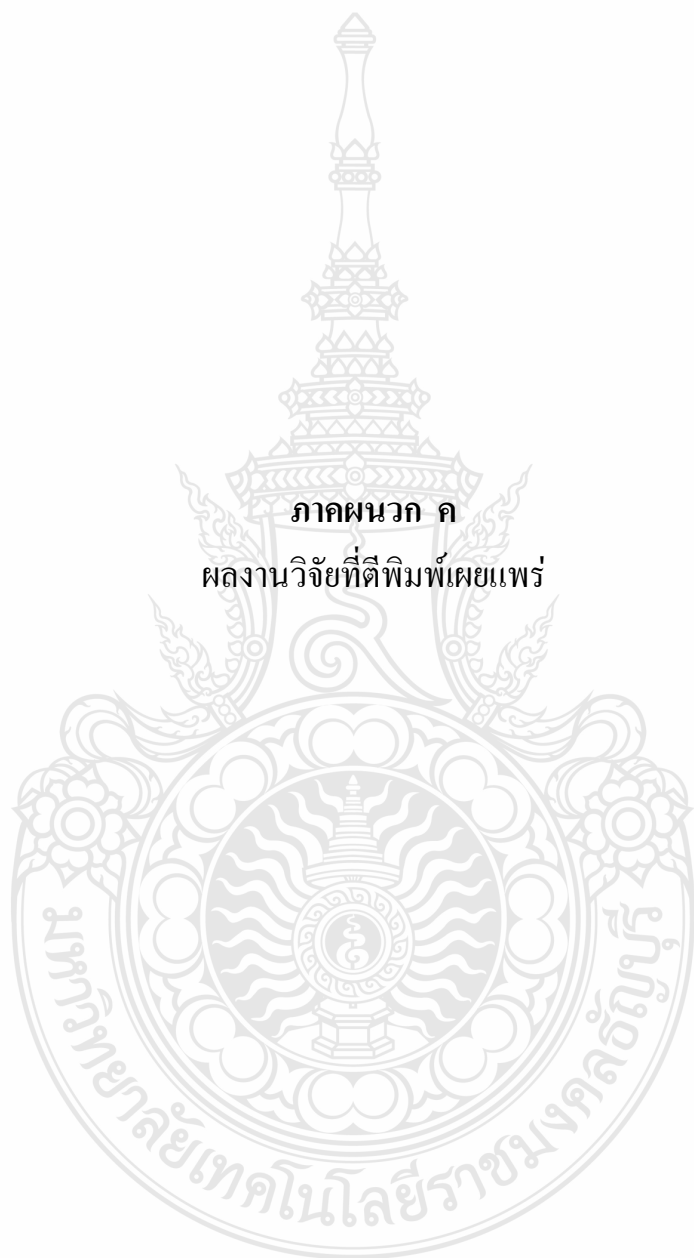 ภาคผนวก ค
ผลงานวิจัยที่ตีพิมพ์เผยแพร่
มหาวิทยาลัยเทคโนโลยีราชมงคลธัญบุรี